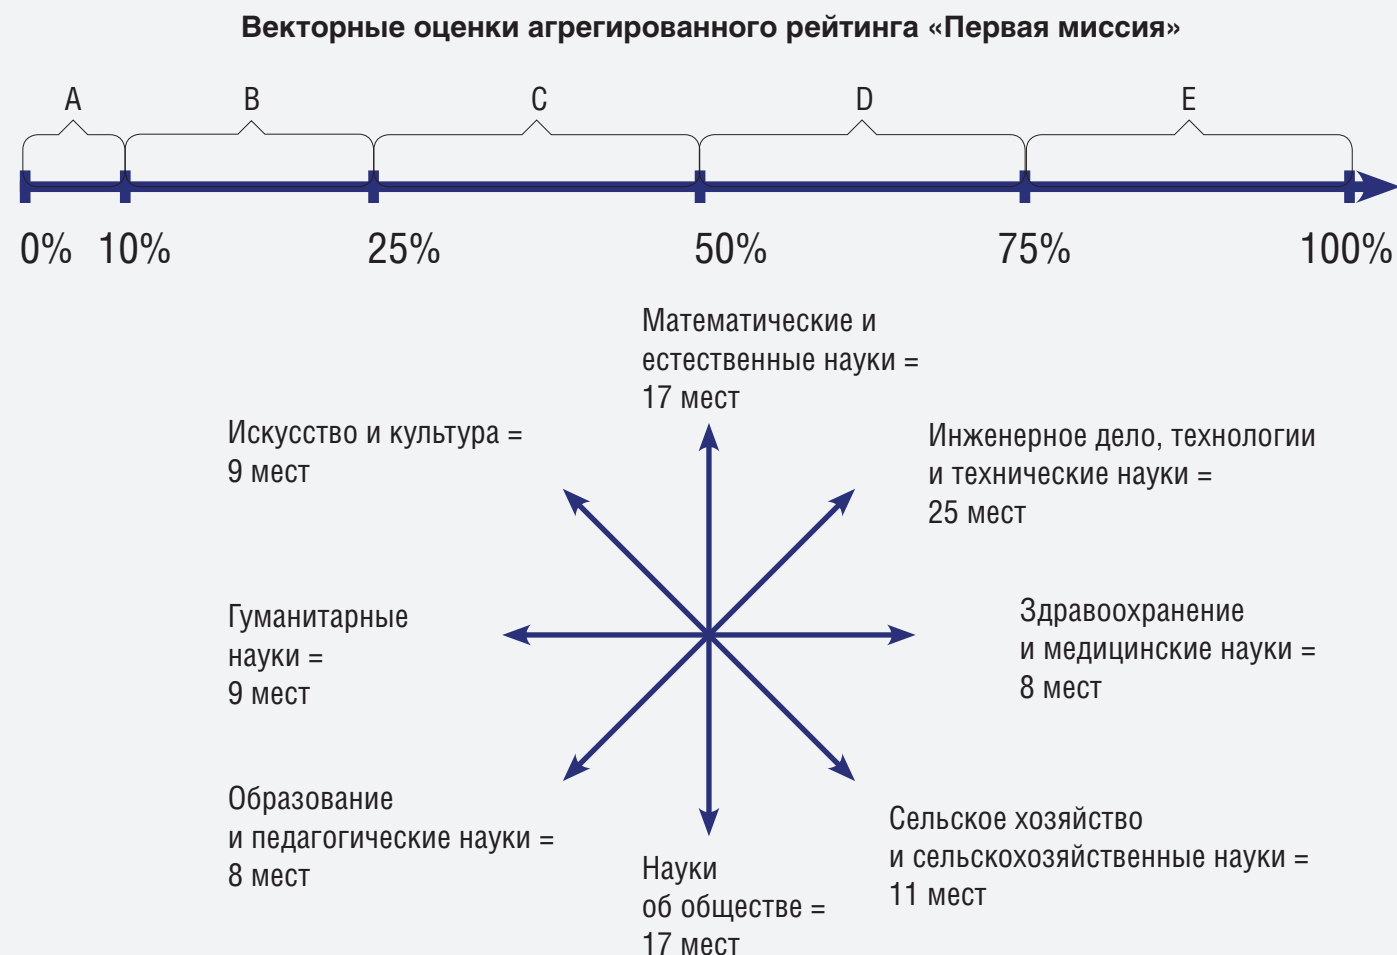 Векторные оценки агрегированного рейтинга «Первая миссия»
A B C D E
0% 10% 25% 50% 75% 100%
Математические и
естественные науки =
17 мест
Искусство и культура =
9 мест
Инженерное дело, технологии
и технические науки =
25 мест
Гуманитарные
науки =
9 мест
Здравоохранение
и медицинские науки =
8 мест
Образование
и педагогические науки =
8 мест
Сельское хозяйство
и сельскохозяйственные науки =
11 мест
Науки
об обществе =
17 мест